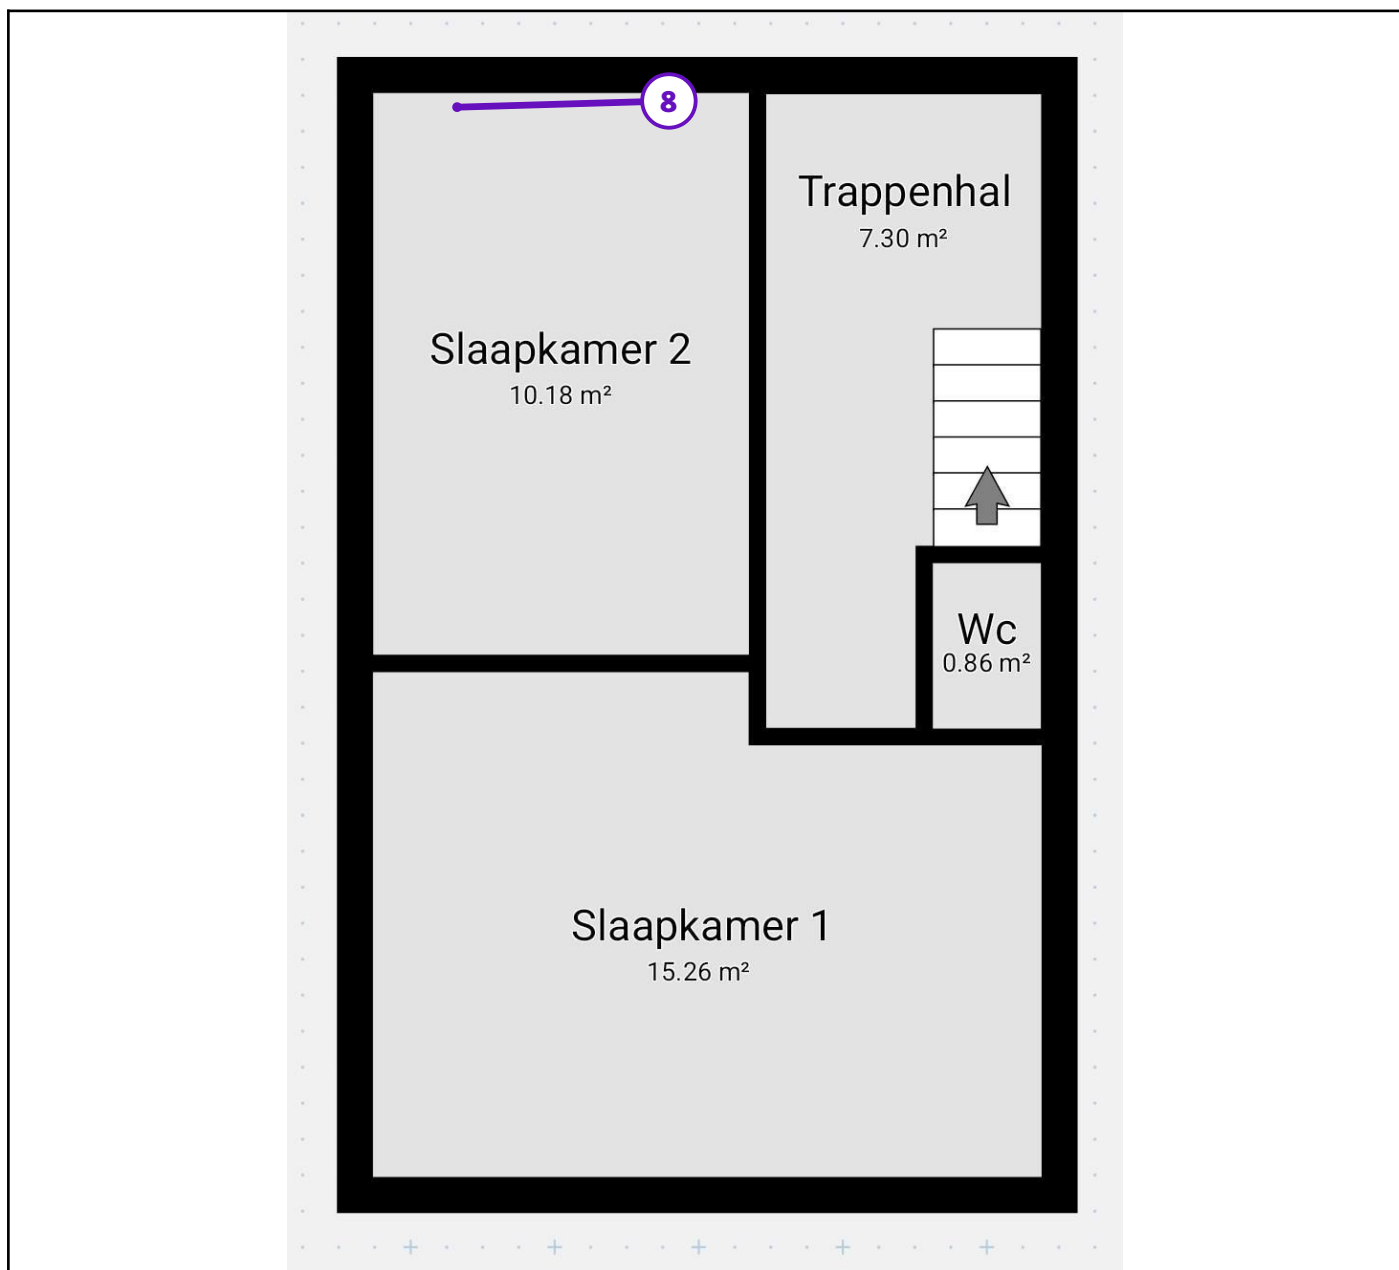 8
Trappenhal
7.30 m²
Slaapkamer 2
10.18 m²
Wc
0.86 m²
Slaapkamer 1
15.26 m²